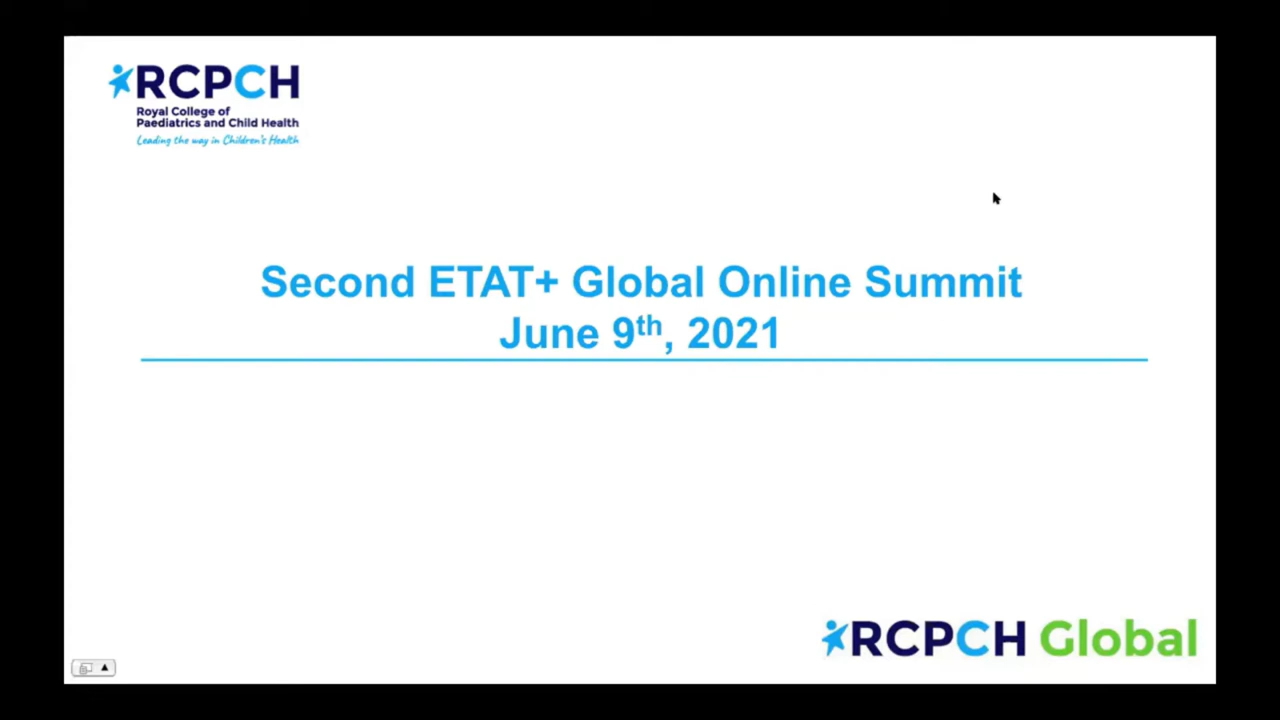 RCPCH
Royal College of
Paediatrics and Child Health
Leading the way in Children's Health
Second ETAT+ Global Online Summit
June 9th, 2021
RCPCH Global